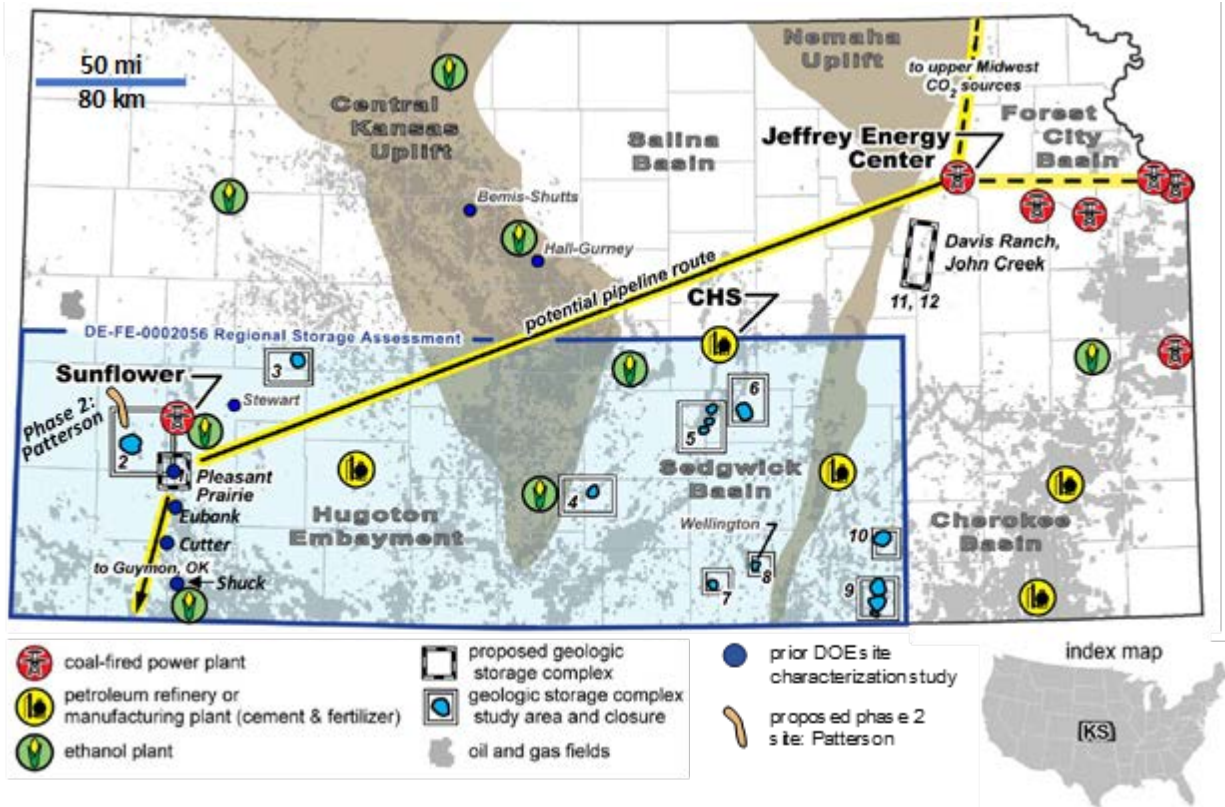 50 mi
80 km
Central
Kansas
Uplift
Nemaha
Uplift
to upper Midwest
CO2 sources
Forest
City
Basin
Salina
Basin
Jeffrey Energy
Center
Bemis-Shutts
Hall-Gurney
Davis Ranch,
John Creek
11, 12
potential pipeline route
CHS
DE-FE-0002056 Regional Storage Assessment
Sunflower
3
Stewart
Phase 2:
Patterson
2
1
Pleasant
Prairie
Eubank
Cutter
to Guymon, OK
Shuck
Hugoton
Embayment
4
5
6
Sedgwick
Basin
Wellington
7
8
9
10
Cherokee
Basin
coal-fired power plant
petroleum refinery or
manufacturing plant (cement & fertilizer)
ethanol plant
proposed geologic
storage complex
geologic storage complex
study area and closure
oil and gas fields
prior DOE site
characterization study
proposed phase 2
site: Patterson
index map
[KS]